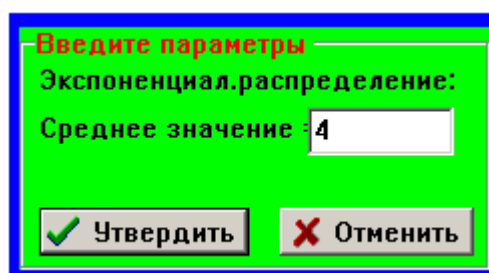 Введите параметры
Экспоненциал.распределение:
Среднее значение = 4
Утвердить Отменить